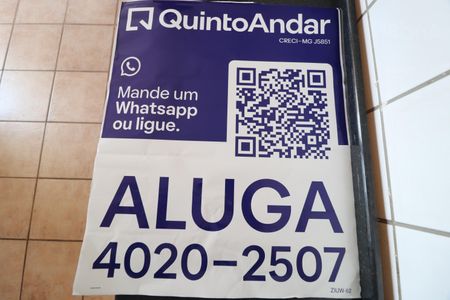 QuintoAndar
CRECI-MG J5851
Mande um
Whatsapp
ou ligue.
ALUGA
4020-2507
ZIUW-62